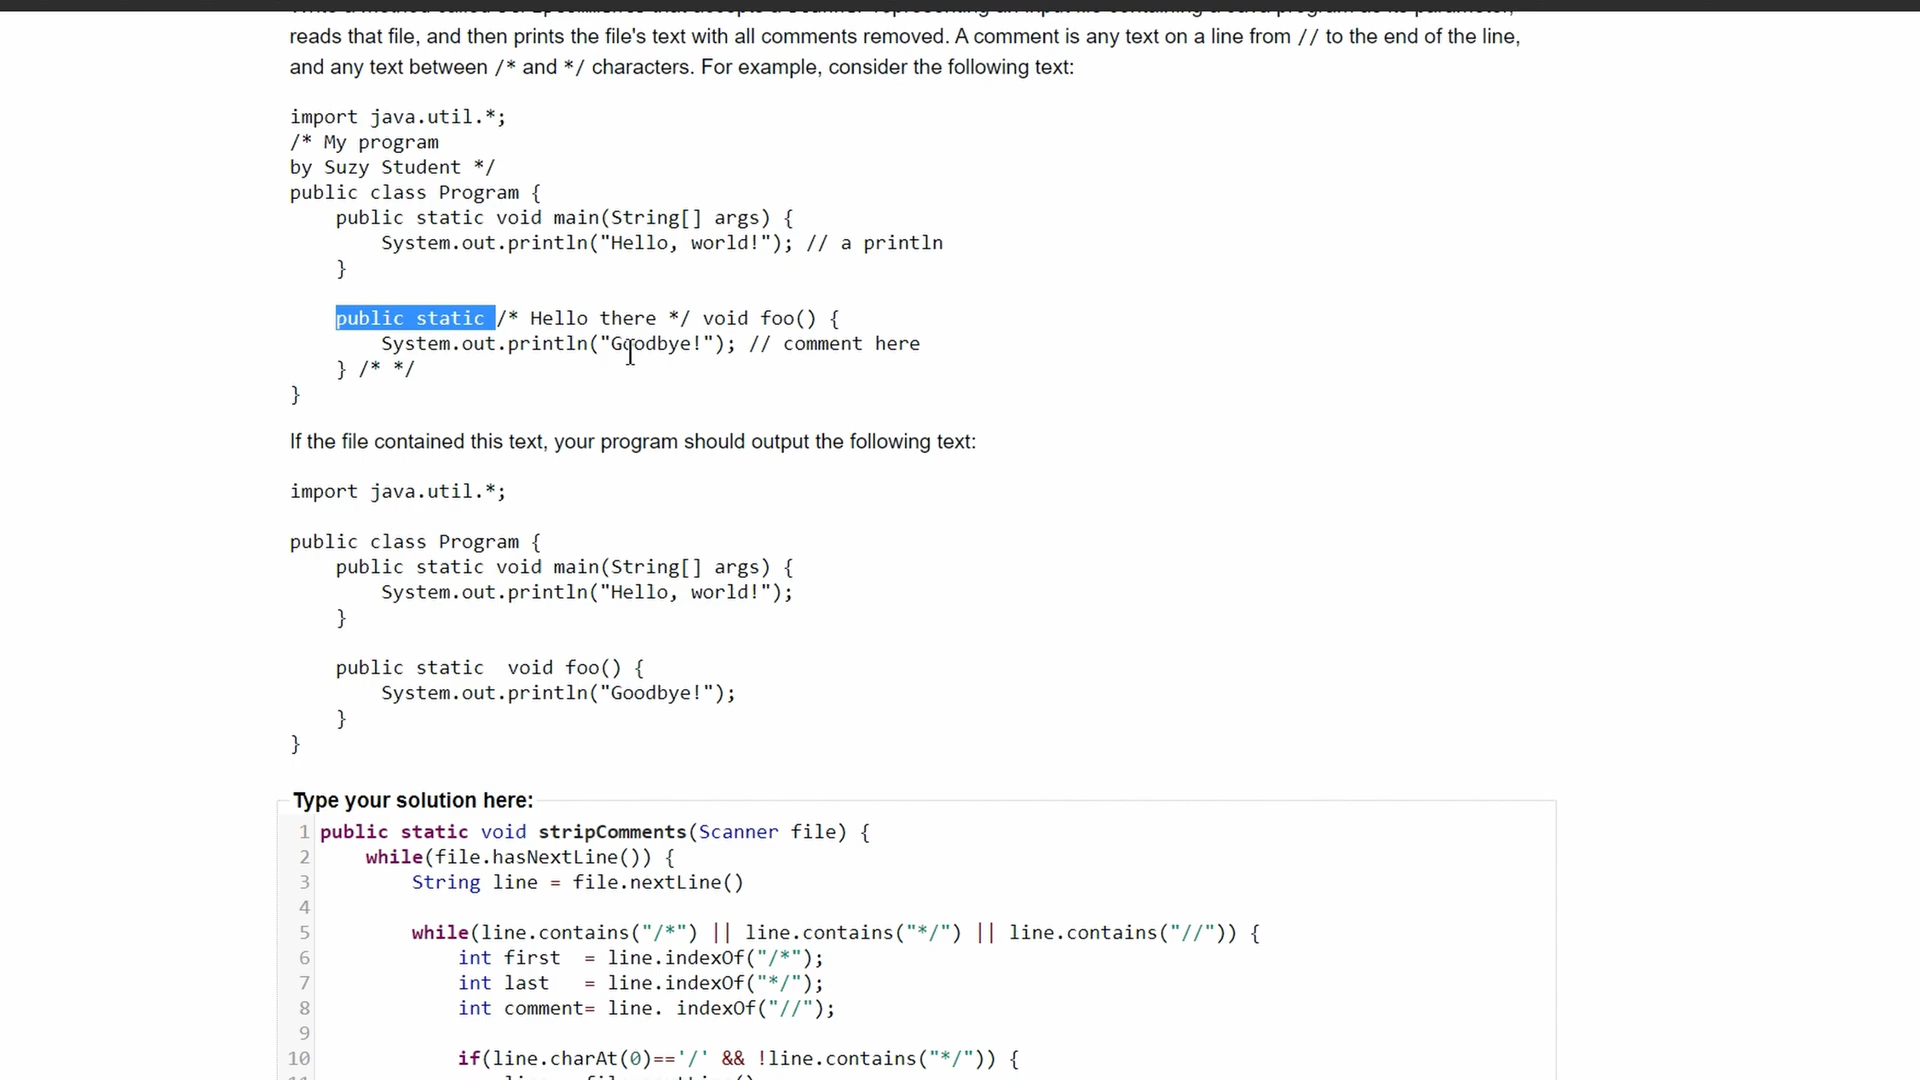 reads that file, and then prints the file's text with all comments removed. A comment is any text on a line from // to the end of the line,
and any text between /* and */ characters. For example, consider the following text:
import java.util.*;
/* My program
by Suzy Student */
public class Program {
    public static void main(String[] args) {
        System.out.println("Hello, world!"); // a println
    }
    public static /* Hello there */ void foo() {
        System.out.println("Goodbye!"); // comment here
    } /* */
}
If the file contained this text, your program should output the following text:
import java.util.*;
public class Program {
    public static void main(String[] args) {
        System.out.println("Hello, world!");
    }
    public static  void foo() {
        System.out.println("Goodbye!");
    }
}
Type your solution here:
1 public static void stripComments(Scanner file) {
2     while(file.hasNextLine()) {
3         String line = file.nextLine()
4
5         while(line.contains("/*") || line.contains("*/") || line.contains("//")) {
6             int first  = line.indexOf("/*");
7             int last   = line.indexOf("*/");
8             int comment= line. indexOf("//");
9
10             if(line.charAt(0)=='/' && !line.contains("*/")) {